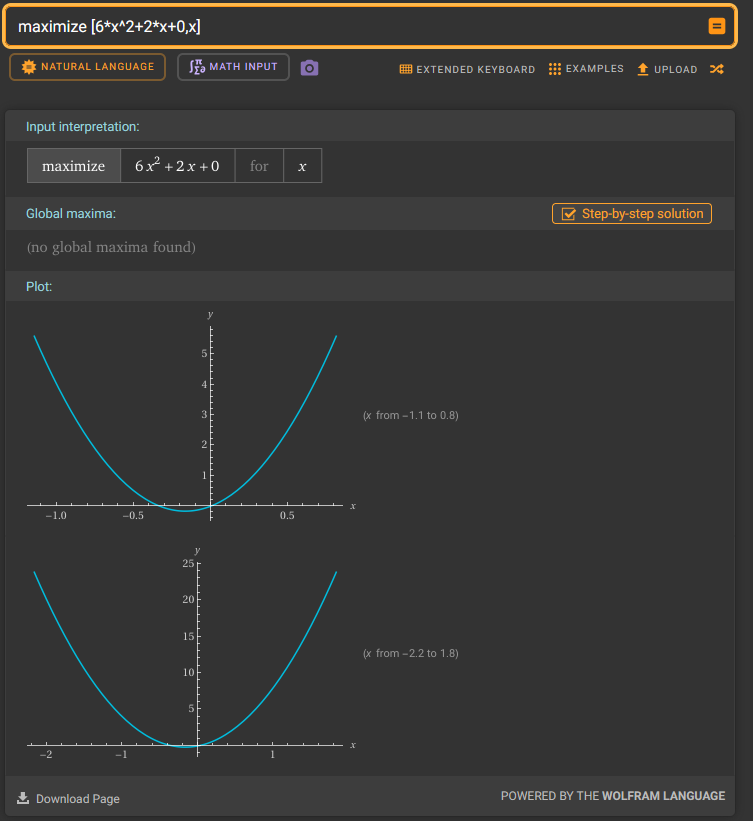 maximize [6*x^2+2*x+0,x]
NATURAL LANGUAGE
MATH INPUT
EXTENDED KEYBOARD
EXAMPLES
UPLOAD
Input interpretation:
maximize 6 x² + 2 x + 0 for x
Global maxima:
Step-by-step solution
(no global maxima found)
Plot:
y
5
4
3
2
1
-1.0 -0.5 0.5 x
(x from −1.1 to 0.8)
y
25
20
15
10
5
-2 -1 1 x
(x from −2.2 to 1.8)
Download Page
POWERED BY THE WOLFRAM LANGUAGE